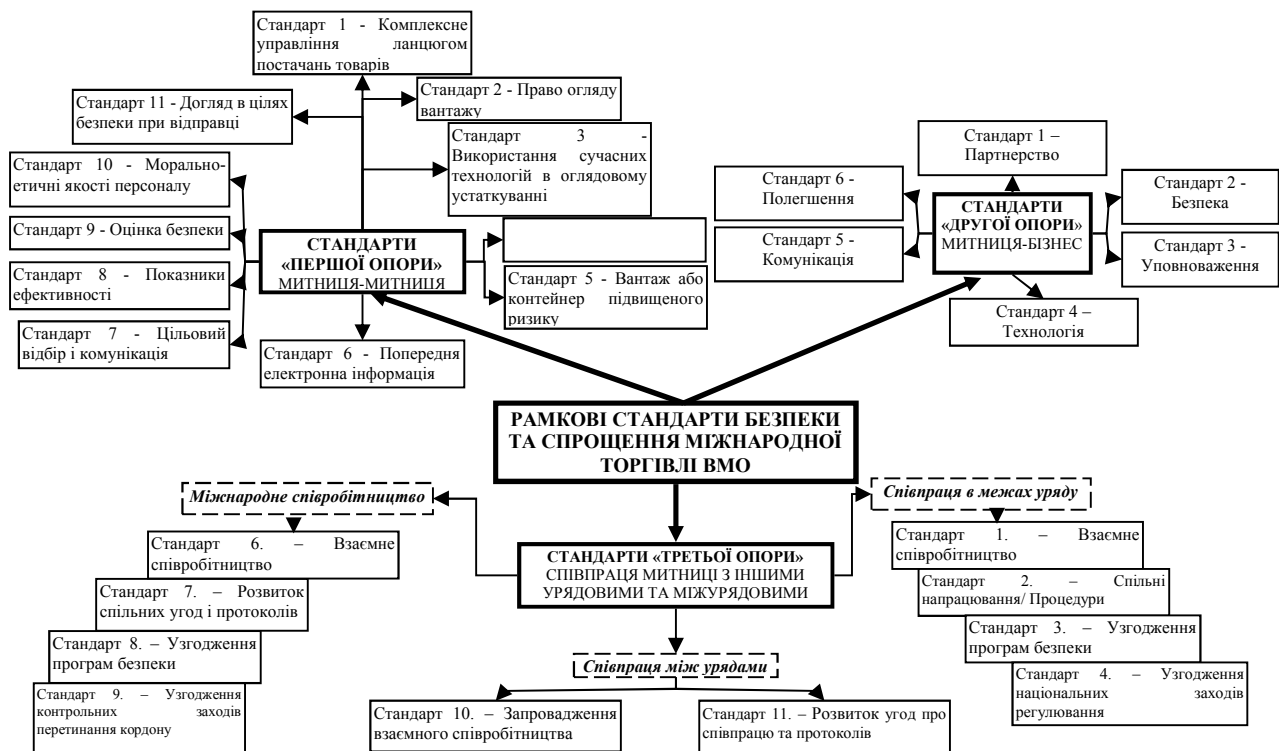 Стандарт 1 - Комплексне
управління ланцюгом
постачань товарів
Стандарт 11 - Догляд в цілях
безпеки при відправці
Стандарт 2 - Право огляду
вантажу
Стандарт 3 -
Використання сучасних
технологій в оглядовому
устаткуванні
Стандарт 10 - Морально-
етичні якості персоналу
Стандарт 9 - Оцінка безпеки
Стандарт 8 - Показники
ефективності
Стандарт 7 - Цільовий
відбір і комунікація
СТАНДАРТИ
«ПЕРШОЇ ОПОРИ»
МИТНИЦЯ-МИТНИЦЯ
Стандарт 5 - Вантаж або
контейнер підвищеного
ризику
Стандарт 6 - Попередня
електронна інформація
Стандарт 1 –
Партнерство
Стандарт 6 -
Полегшення
Стандарт 5 -
Комунікація
СТАНДАРТИ
«ДРУГОЇ ОПОРИ»
МИТНИЦЯ-БІЗНЕС
Стандарт 2 -
Безпека
Стандарт 3 -
Уповноваження
Стандарт 4 –
Технологія
РАМКОВІ СТАНДАРТИ БЕЗПЕКИ
ТА СПРОЩЕННЯ МІЖНАРОДНОЇ
ТОРГІВЛІ ВМО
Міжнародне співробітництво
Стандарт 6. – Взаємне
співробітництво
Стандарт 7. – Розвиток
спільних угод і протоколів
Стандарт 8. – Узгодження
програм безпеки
Стандарт 9. – Узгодження
контрольних заходів
перетинання кордону
СТАНДАРТИ «ТРЕТЬОЇ ОПОРИ»
СПІВПРАЦЯ МИТНИЦІ З ІНШИМИ
УРЯДОВИМИ ТА МІЖУРЯДОВИМИ
Співпраця між урядами
Стандарт 10. – Запровадження
взаємного співробітництва
Стандарт 11. – Розвиток угод про
співпрацю та протоколів
Співпраця в межах уряду
Стандарт 1. – Взаємне
співробітництво
Стандарт 2. – Спільні
напрацювання/ Процедури
Стандарт 3. – Узгодження
програм безпеки
Стандарт 4. – Узгодження
національних заходів
регулювання